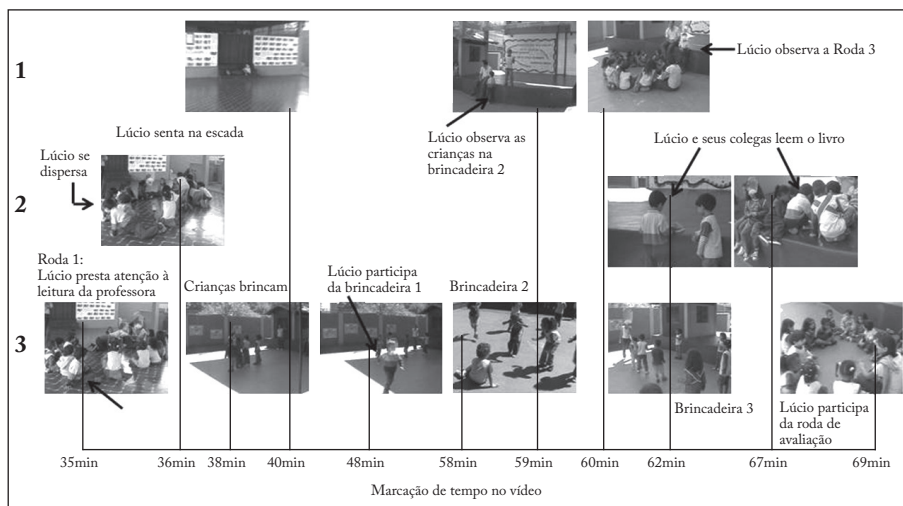 1
Lúcio observa a Roda 3
Lúcio senta na escada
Lúcio observa as
crianças na
brincadeira 2
Lúcio e seus colegas leem o livro
Lúcio se
dispersa
2
Roda 1:
Lúcio presta atenção à
leitura da professora
Crianças brincam
Lúcio participa
da brincadeira 1
Brincadeira 2
3
Brincadeira 3
Lúcio participa
da roda de
avaliação
35min
36min
38min
40min
48min
58min
59min
60min
62min
67min
69min
Marcação de tempo no vídeo